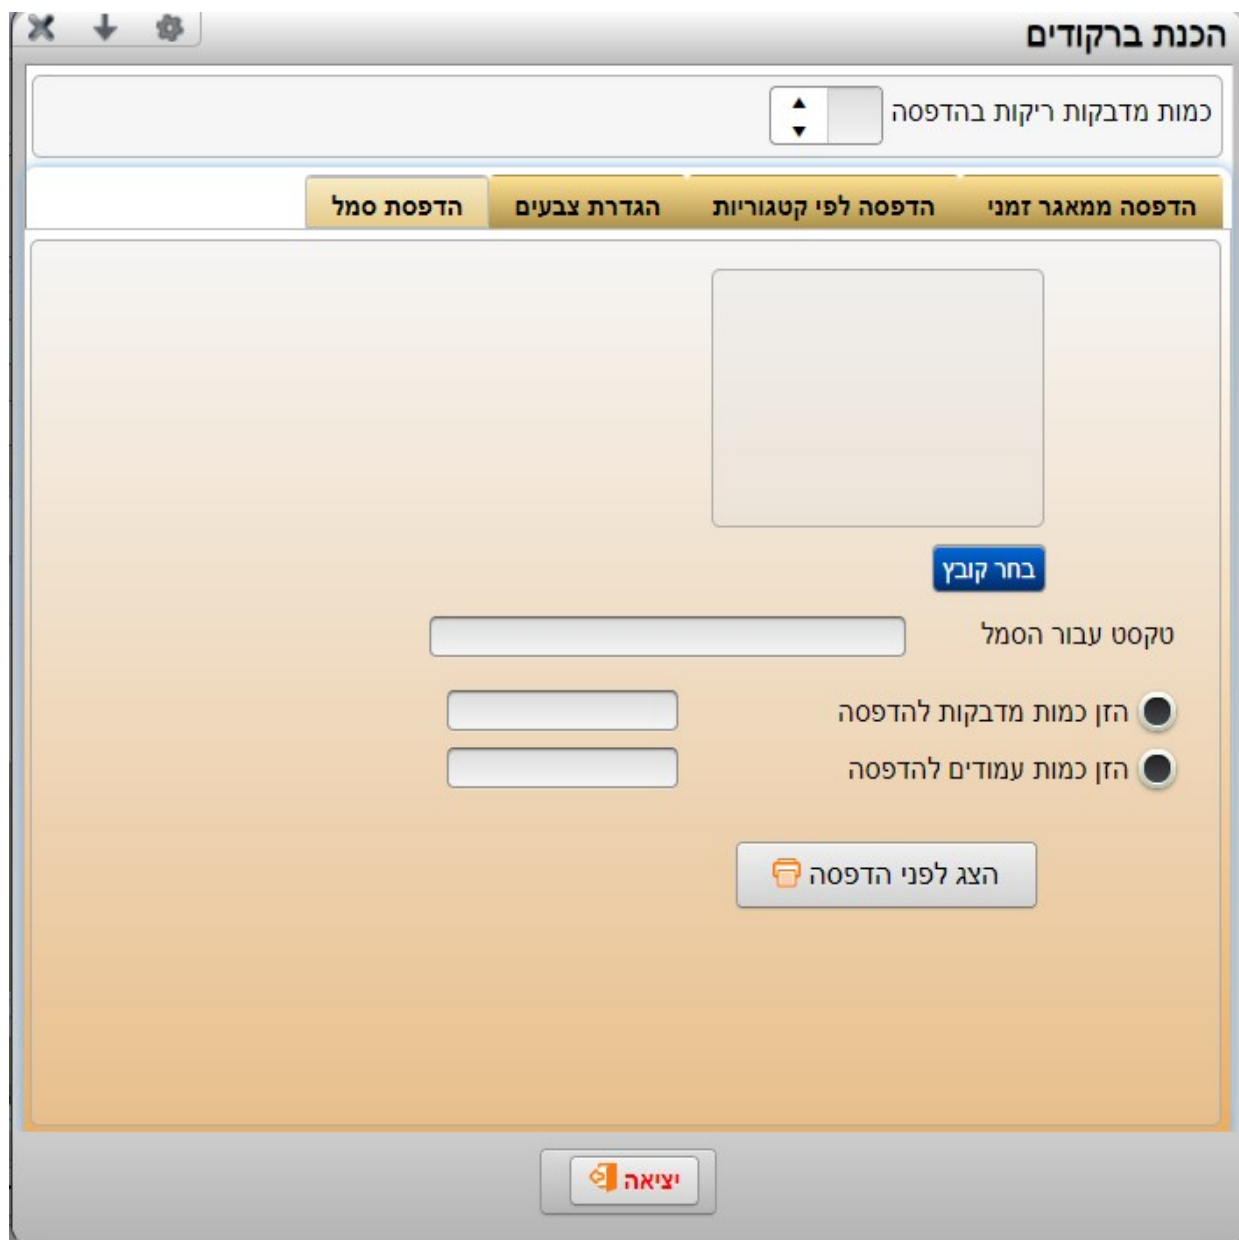 הכנת ברקודים
כמות מדבקות ריקות בהדפסה
הדפסה ממאגר זמני הדפסה לפי קטגוריות הגדרת צבעים הדפסת סמל
בחר קובץ
טקסט עבור הסמל
הזן כמות מדבקות להדפסה
הזן כמות עמודים להדפסה
הצג לפני הדפסה
יציאה